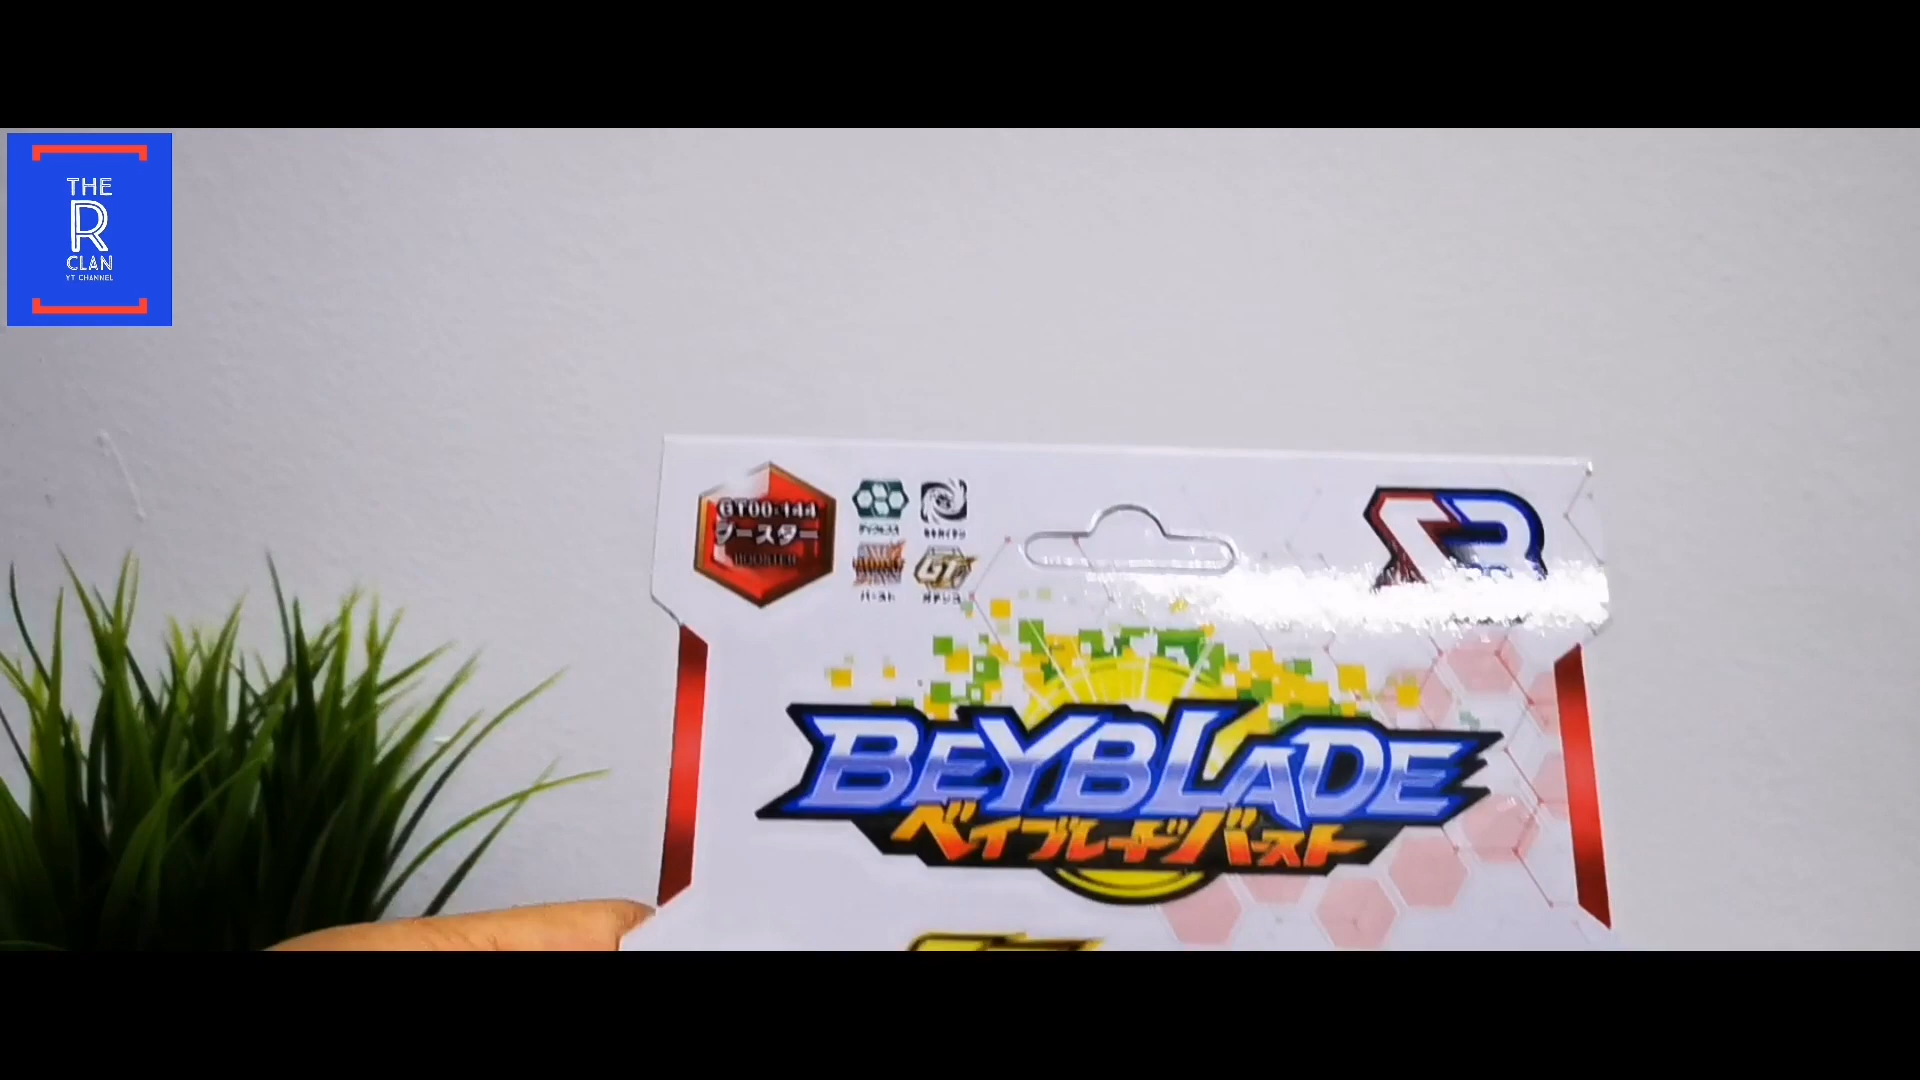 THE
R
CLAN
YT CHANNEL
GT00-144
ブースター
BOOSTER
GT
BEYBLADE
ベイブレードバースト